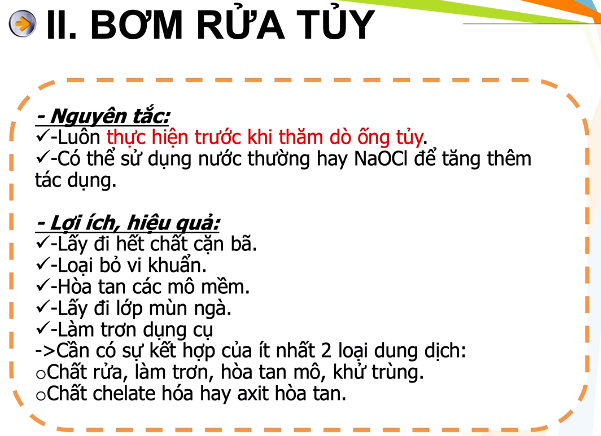 II. BƠM RỬA TỦY
- Nguyên tắc:
✓-Luôn thực hiện trước khi thăm dò ống tủy.
✓-Có thể sử dụng nước thường hay NaOCl để tăng thêm
tác dụng.
- Lợi ích, hiệu quả:
✓-Lấy đi hết chất cặn bã.
✓-Loại bỏ vi khuẩn.
✓-Hòa tan các mô mềm.
✓-Lấy đi lớp mùn ngà.
✓-Làm trơn dụng cụ
->Cần có sự kết hợp của ít nhất 2 loại dung dịch:
oChất rửa, làm trơn, hòa tan mô, khử trùng.
oChất chelate hóa hay axit hòa tan.